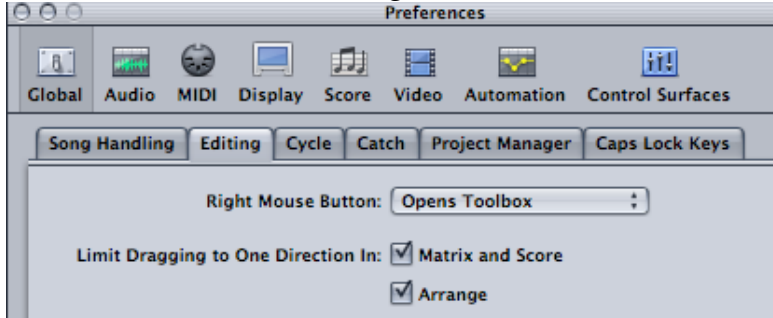 Preferences
Global Audio MIDI Display Score Video Automation Control Surfaces
Song Handling Editing Cycle Catch Project Manager Caps Lock Keys
Right Mouse Button: Opens Toolbox
Limit Dragging to One Direction In: Matrix and Score
Arrange